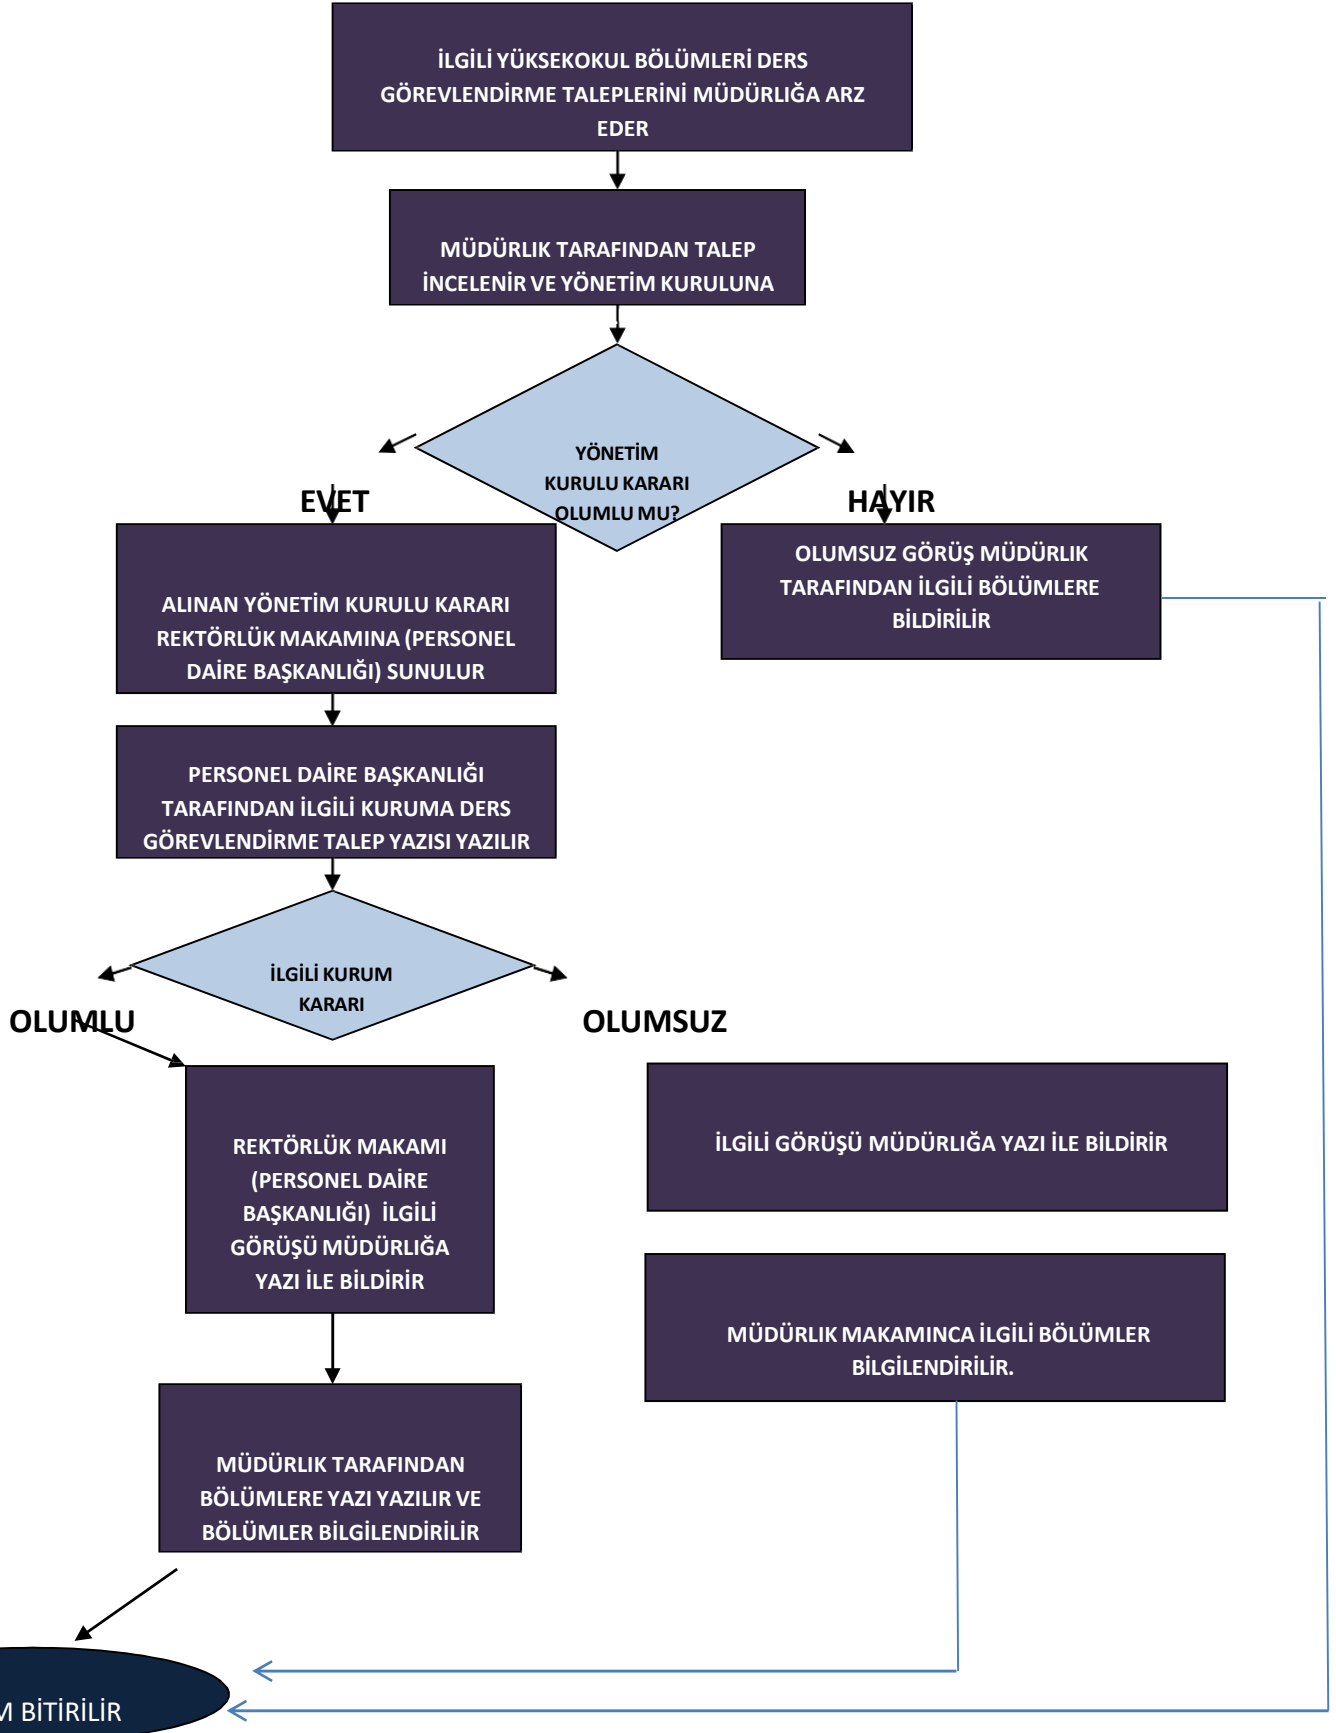 İLGİLİ YÜKSEKOKUL BÖLÜMLERİ DERS
GÖREVLENDİRME TALEPLERİNİ MÜDÜRLIĞA ARZ
EDER
MÜDÜRLIK TARAFINDAN TALEP
İNCELENİR VE YÖNETİM KURULUNA
YÖNETİM
KURULU KARARI
OLUMLU MU?
EVET
HAYIR
ALINAN YÖNETİM KURULU KARARI
REKTÖRLÜK MAKAMINA (PERSONEL
DAİRE BAŞKANLIĞI) SUNULUR
OLUMSUZ GÖRÜŞ MÜDÜRLIK
TARAFINDAN İLGİLİ BÖLÜMLERE
BİLDİRİLİR
PERSONEL DAİRE BAŞKANLIĞI
TARAFINDAN İLGİLİ KURUMA DERS
GÖREVLENDİRME TALEP YAZISI YAZILIR
İLGİLİ KURUM
KARARI
OLUMLU
OLUMSUZ
REKTÖRLÜK MAKAMI
(PERSONEL DAİRE
BAŞKANLIĞI) İLGİLİ
GÖRÜŞÜ MÜDÜRLIĞA
YAZI İLE BİLDİRİR
İLGİLİ GÖRÜŞÜ MÜDÜRLIĞA YAZI İLE BİLDİRİR
MÜDÜRLIK MAKAMINCA İLGİLİ BÖLÜMLER
BİLGİLENDİRİLİR.
MÜDÜRLIK TARAFINDAN
BÖLÜMLERE YAZI YAZILIR VE
BÖLÜMLER BİLGİLENDİRİLİR
M BİTİRİLİR